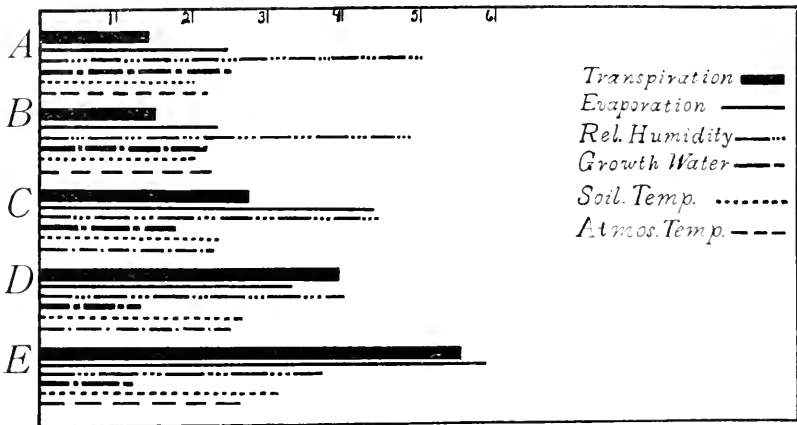 1 2 3 4 5 6
A
B
C
D
E
Transpiration
Evaporation
Rel. Humidity
Growth Water
Soil. Temp.
Atmos. Temp.